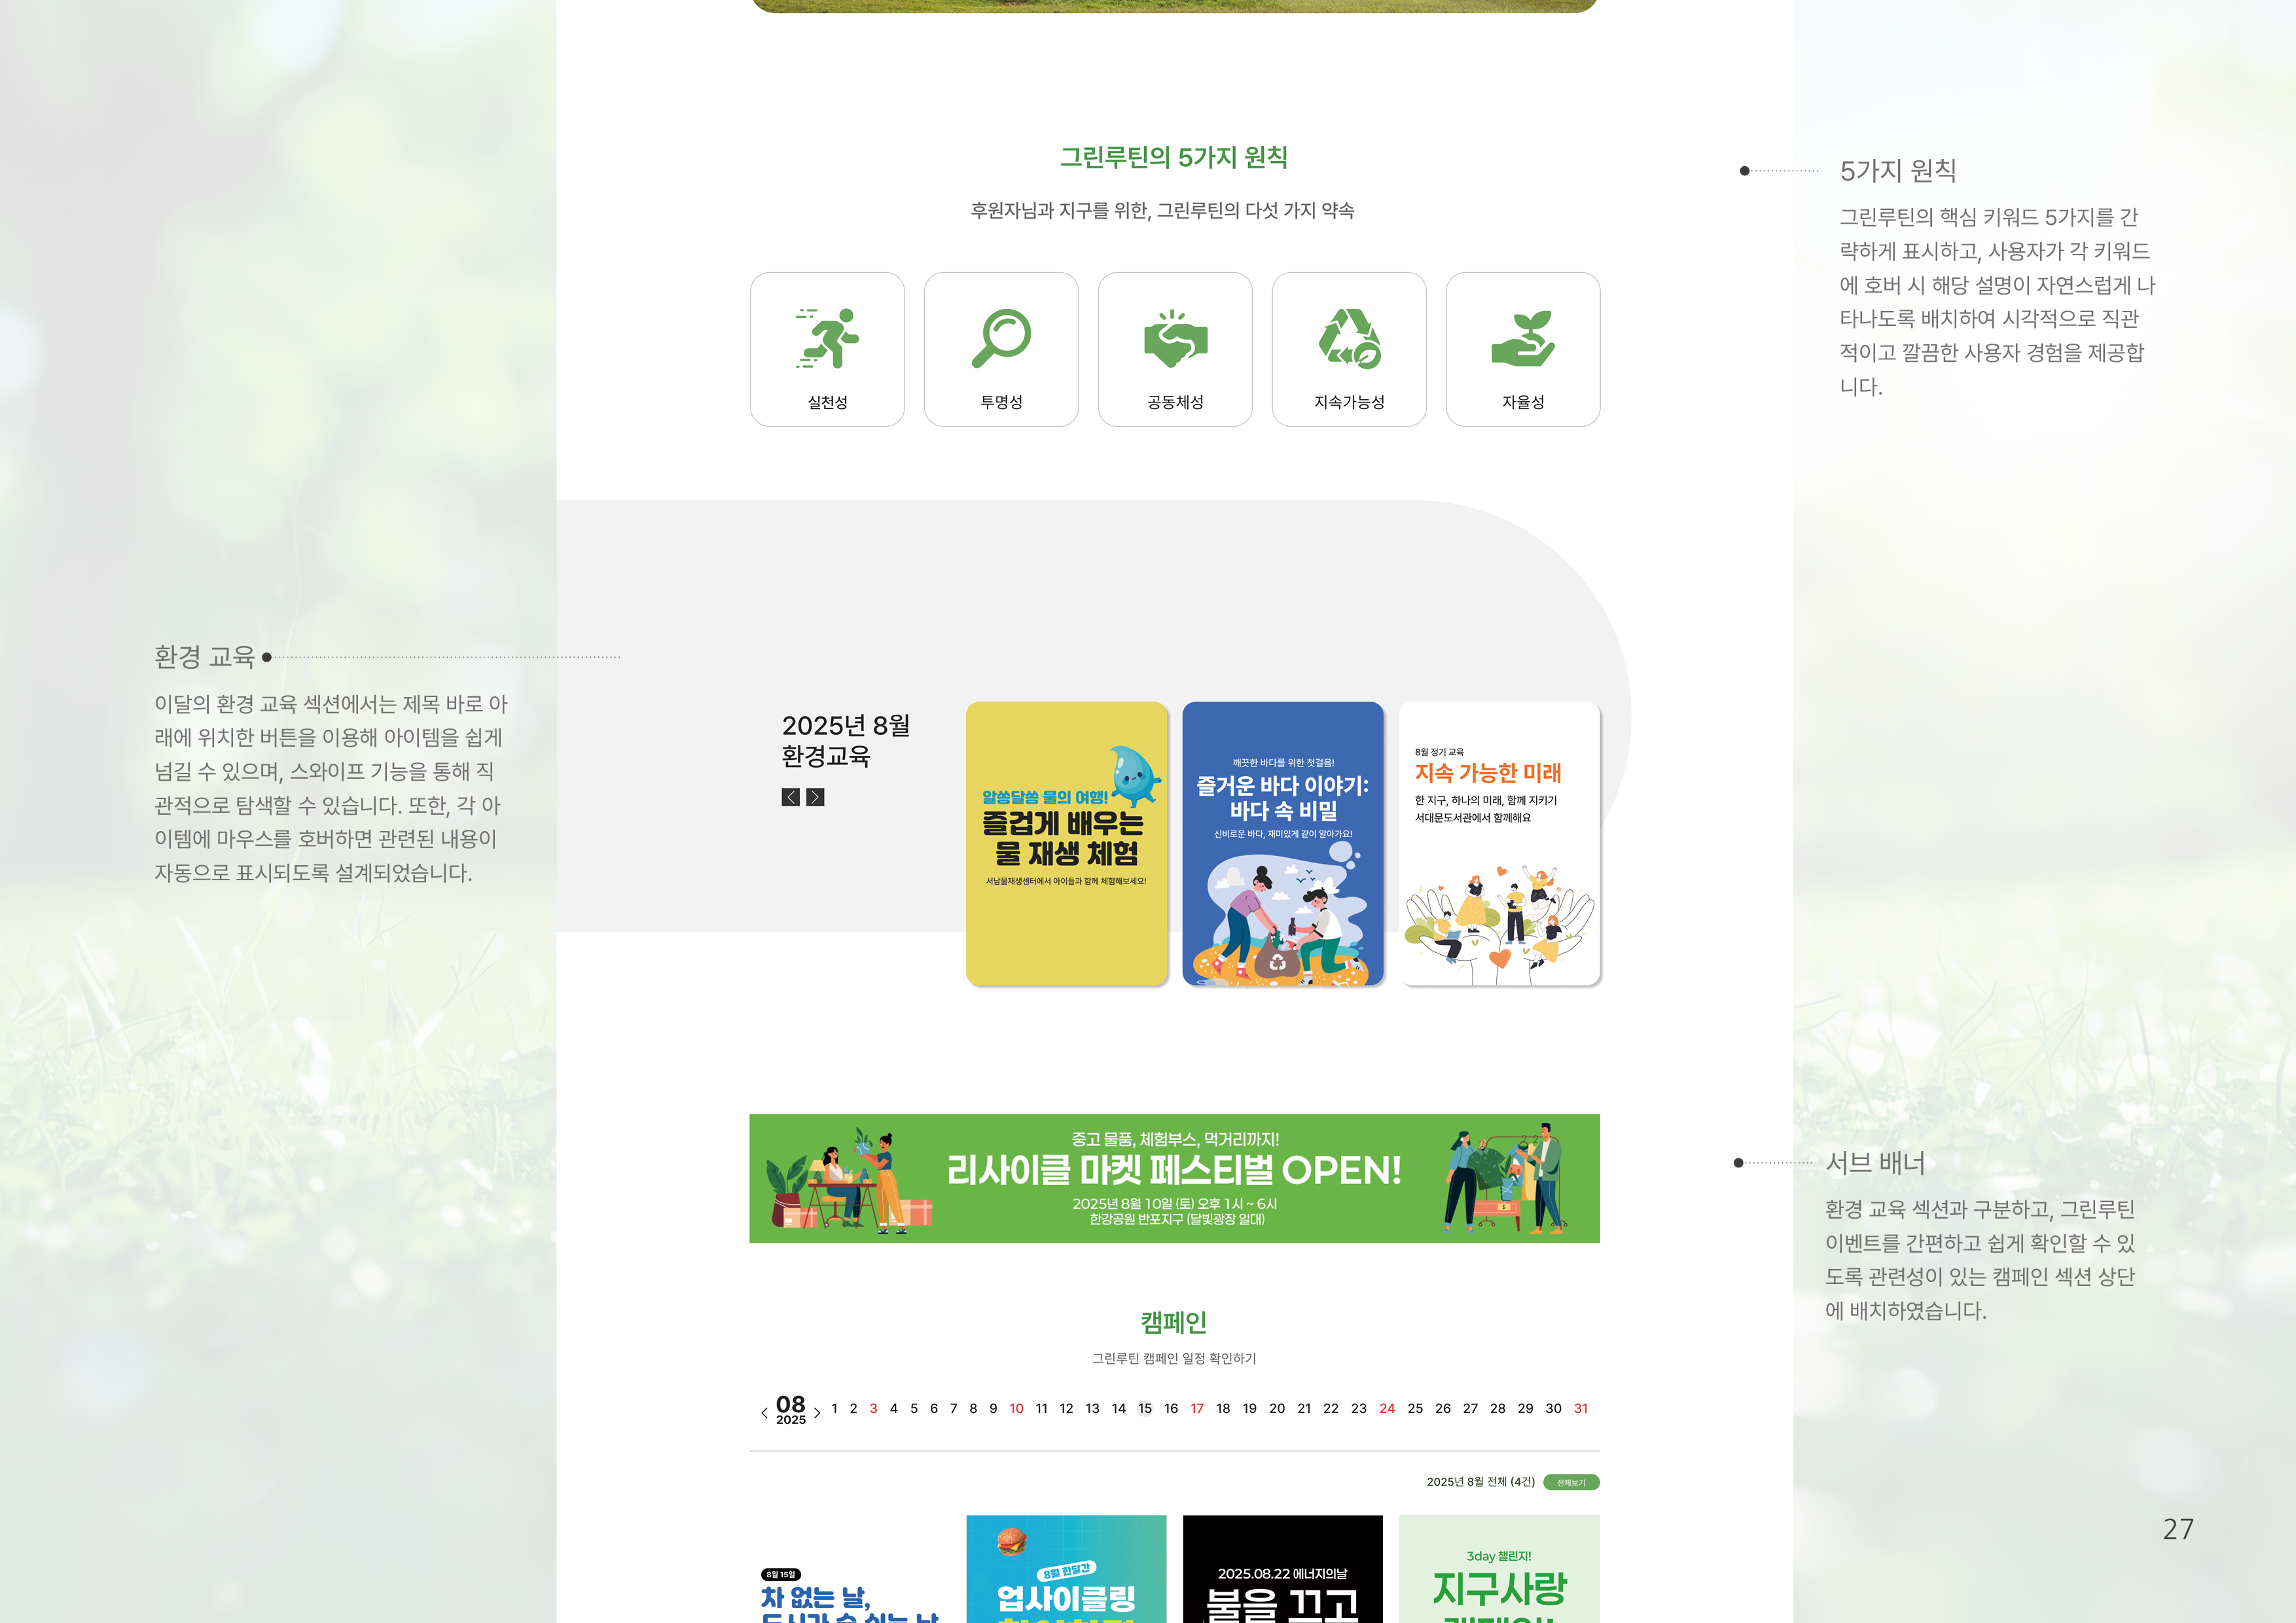 그린루틴의 5가지 원칙
후원자님과 지구를 위한, 그린루틴의 다섯 가지 약속
실천성
투명성
공동체성
지속가능성
자율성
5가지 원칙
그린루틴의 핵심 키워드 5가지를 간
략하게 표시하고, 사용자가 각 키워드
에 호버 시 해당 설명이 자연스럽게 나
타나도록 배치하여 시각적으로 직관
적이고 깔끔한 사용자 경험을 제공합
니다.
환경 교육
이달의 환경 교육 섹션에서는 제목 바로 아
래에 위치한 버튼을 이용해 아이템을 쉽게
넘길 수 있으며, 스와이프 기능을 통해 직
관적으로 탐색할 수 있습니다. 또한, 각 아
이템에 마우스를 호버하면 관련된 내용이
자동으로 표시되도록 설계되었습니다.
2025년 8월
환경교육
알쏭달쏭 물의 여행!
즐겁게 배우는
물 재생 체험
서남물재생센터에서 아이들과 함께 체험해보세요!
깨끗한 바다를 위한 첫걸음!
즐거운 바다 이야기:
바다 속 비밀
신비로운 바다, 재미있게 같이 알아가요!
8월 정기 교육
지속 가능한 미래
한 지구, 하나의 미래, 함께 지키기
서대문도서관에서 함께해요
중고 물품, 체험부스, 먹거리까지!
리사이클 마켓 페스티벌 OPEN!
2025년 8월 10일 (토) 오후 1시 ~ 6시
한강공원 반포지구 (달빛광장 일대)
서브 배너
환경 교육 섹션과 구분하고, 그린루틴
이벤트를 간편하고 쉽게 확인할 수 있
도록 관련성이 있는 캠페인 섹션 상단
에 배치하였습니다.
캠페인
그린루틴 캠페인 일정 확인하기
08
2025
1 2 3 4 5 6 7 8 9 10 11 12 13 14 15 16 17 18 19 20 21 22 23 24 25 26 27 28 29 30 31
2025년 8월 전체 (4건)
전체보기
8월 15일
차 없는 날,
8월 한달간
업사이클링
2025.08.22 에너지의날
불을 끄고
3day 챌린지!
지구사랑
27